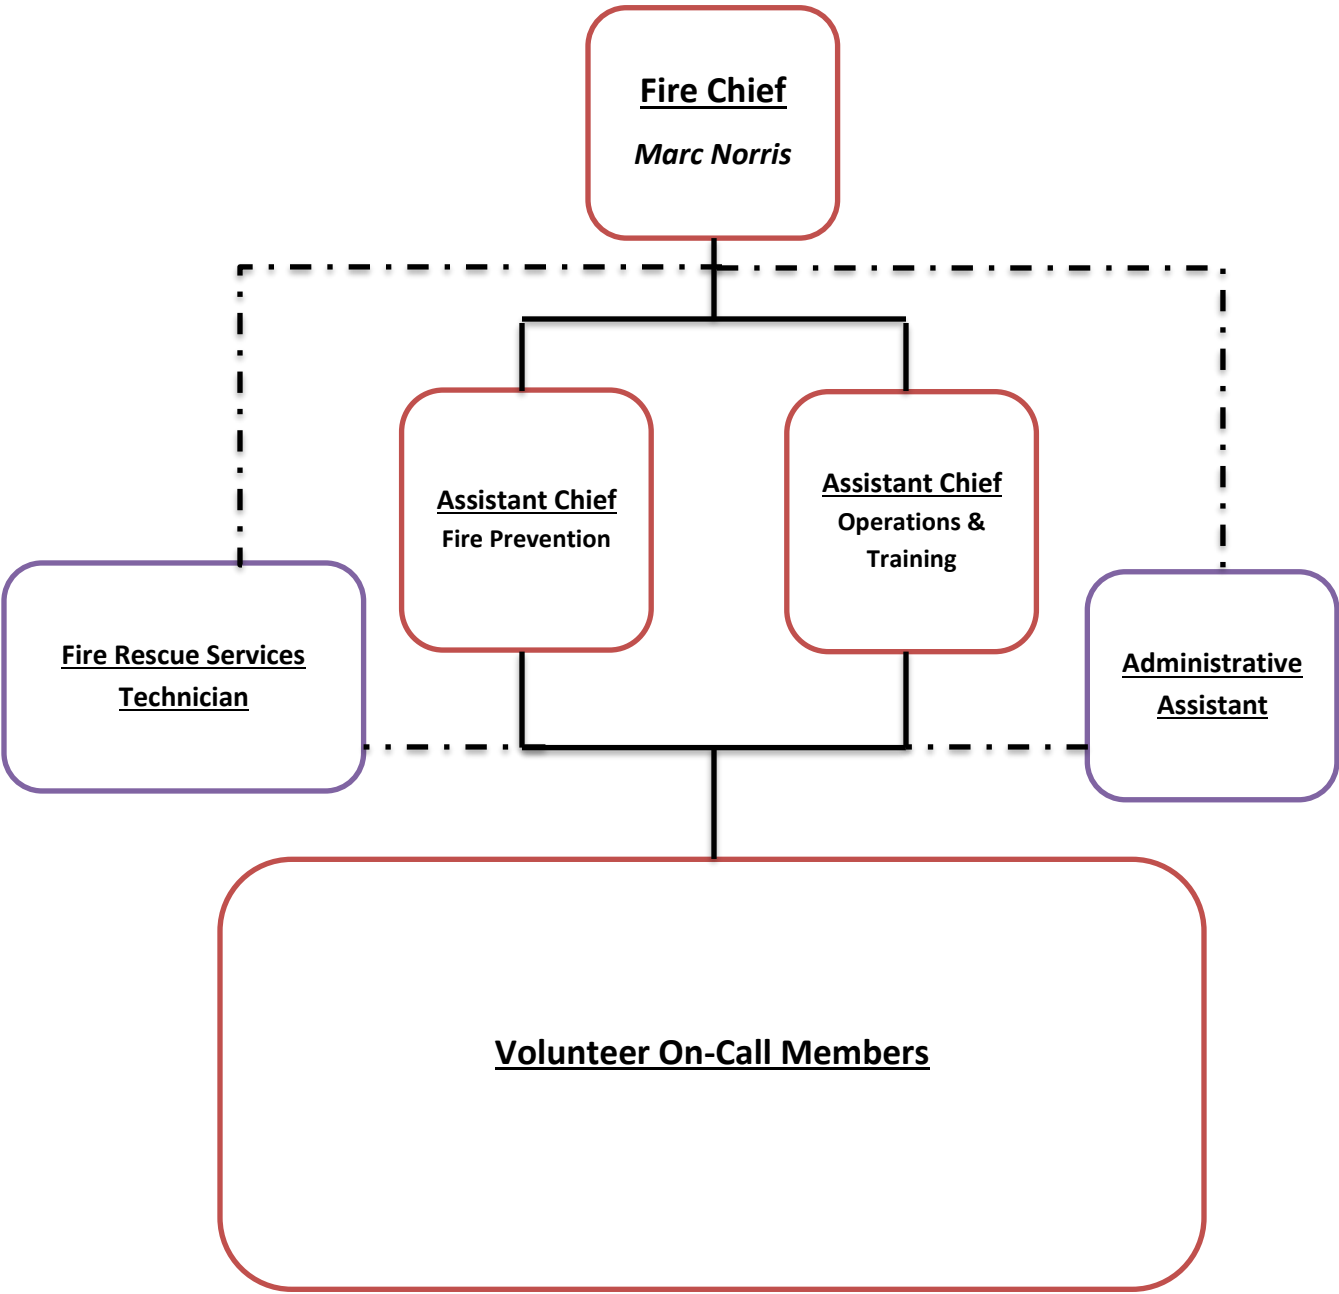 Fire Chief
Marc Norris
Assistant Chief
Fire Prevention
Assistant Chief
Operations &
Training
Fire Rescue Services
Technician
Administrative
Assistant
Volunteer On-Call Members